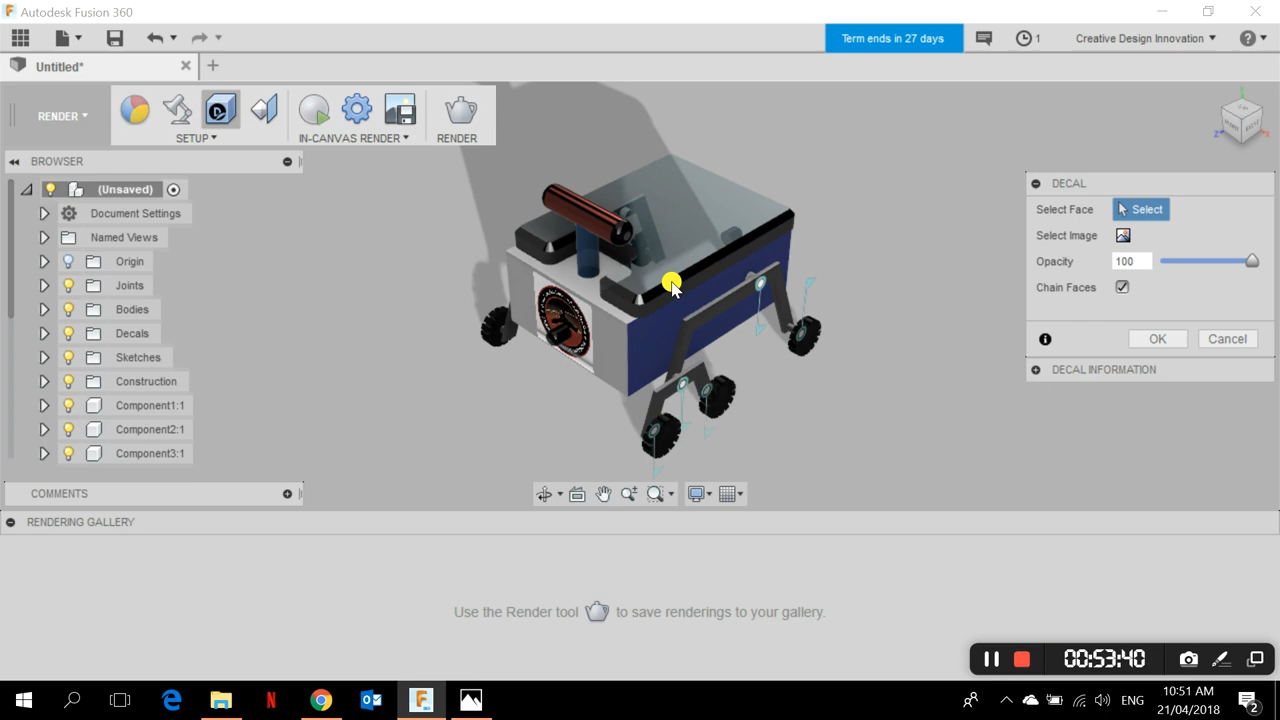 Autodesk Fusion 360
Term ends in 27 days
1
Creative Design Innovation
Untitled*
RENDER
SETUP
IN-CANVAS RENDER
RENDER
BROWSER
(Unsaved)
Document Settings
Named Views
Origin
Joints
Bodies
Decals
Sketches
Construction
Component1:1
Component2:1
Component3:1
DECAL
Select Face
Select
Select Image
Opacity
100
Chain Faces
OK
Cancel
DECAL INFORMATION
COMMENTS
RENDERING GALLERY
Use the Render tool to save renderings to your gallery.
00:53:40
ENG
10:51 AM
21/04/2018
2